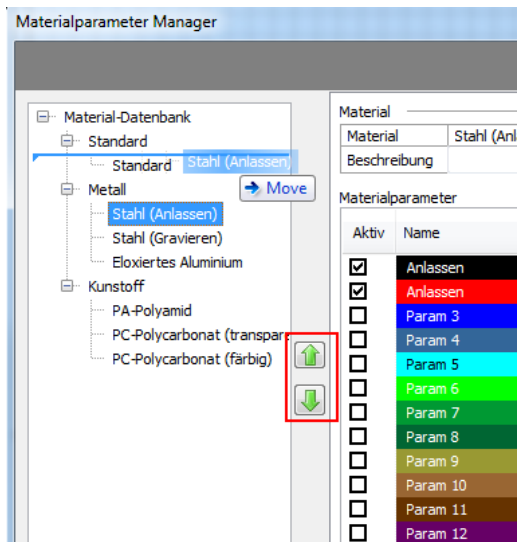 Materialparameter Manager
Material-Datenbank
Standard
Standard
Stahl (Anlassen)
Move
Metall
Stahl (Anlassen)
Stahl (Gravieren)
Eloxiertes Aluminium
Kunstoff
PA-Polyamid
PC-Polycarbonat (transpare
PC-Polycarbonat (färbig)
Material
Material Stahl (Anl
Beschreibung
Materialparameter
Aktiv Name
Anlassen
Anlassen
Param 3
Param 4
Param 5
Param 6
Param 7
Param 8
Param 9
Param 10
Param 11
Param 12